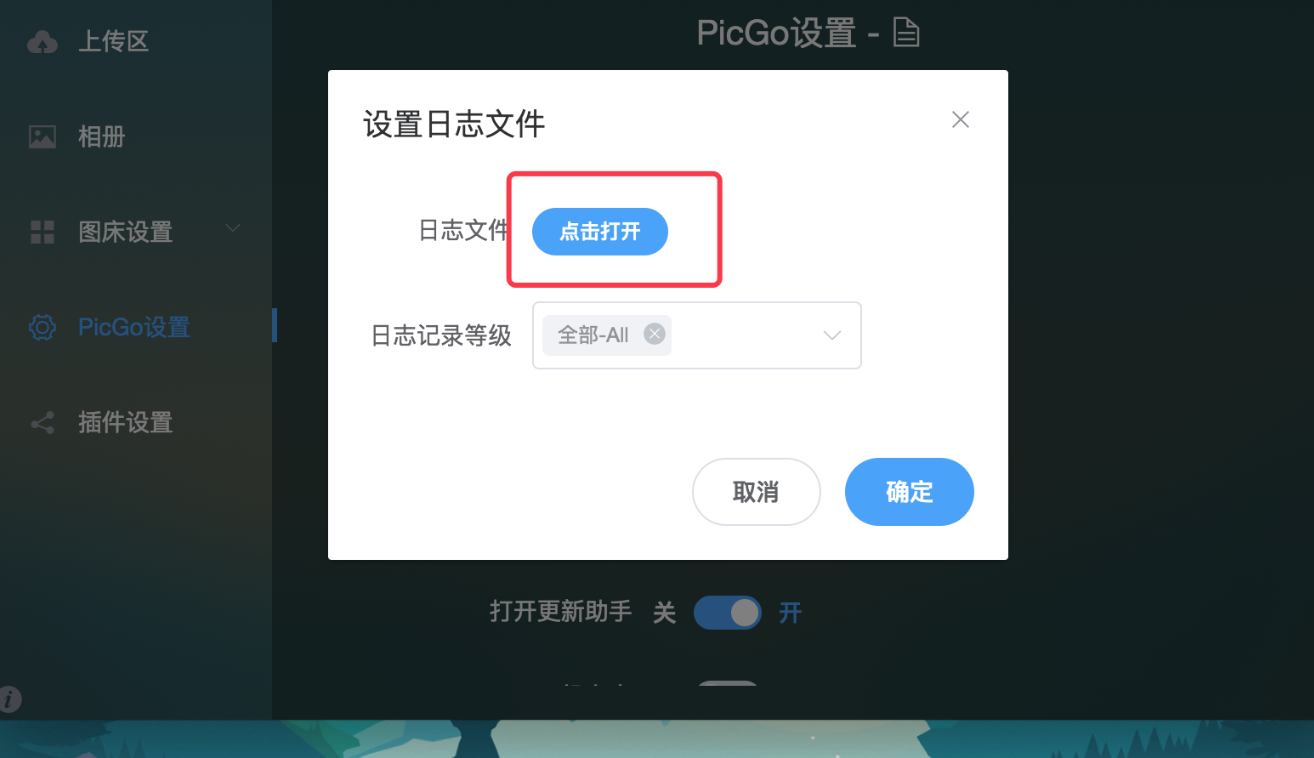 上传区
相册
图床设置
PicGo设置
插件设置
PicGo设置 -
设置日志文件
日志文件 点击打开
日志记录等级 全部-All
取消 确定
打开更新助手 关 开